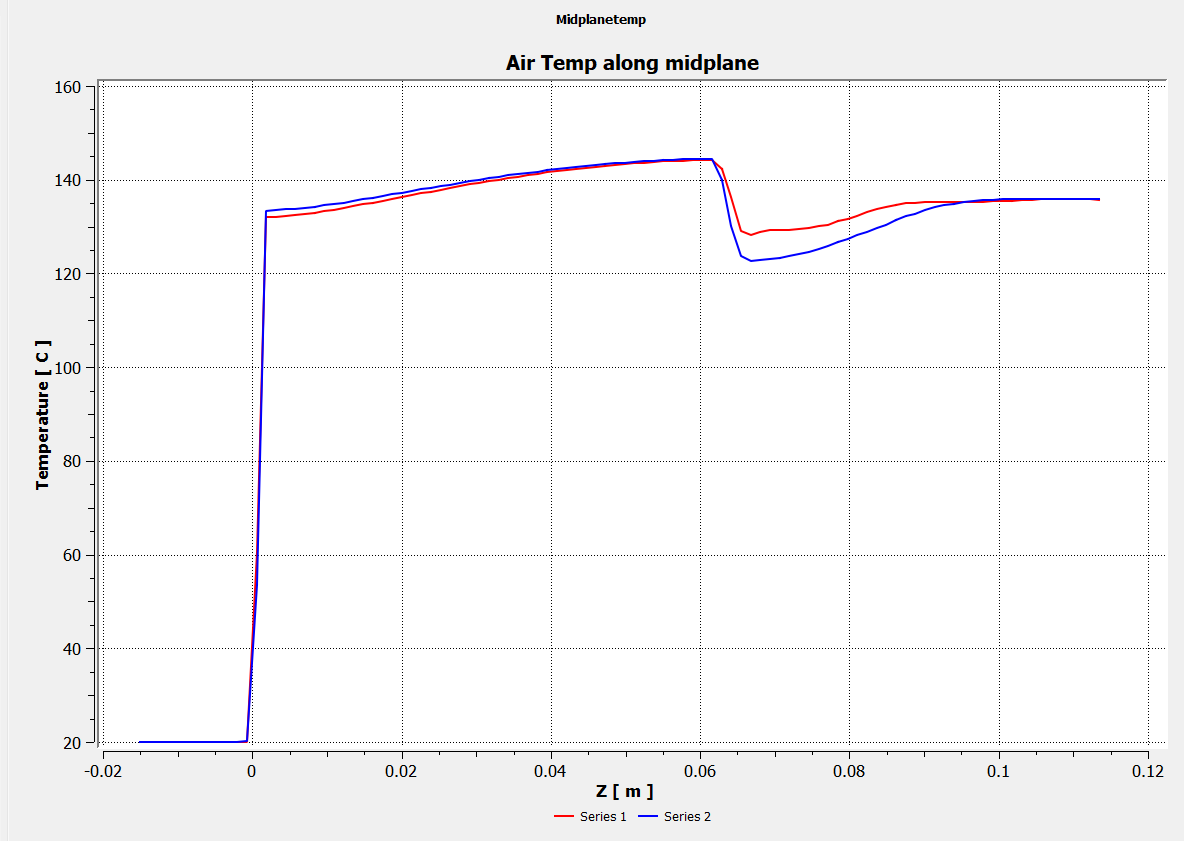 Midplanetemp
Air Temp along midplane
160
140
120
100
80
60
40
20
Temperature [ C ]
-0.02 0 0.02 0.04 0.06 0.08 0.1 0.12
Z [ m ]
Series 1 Series 2